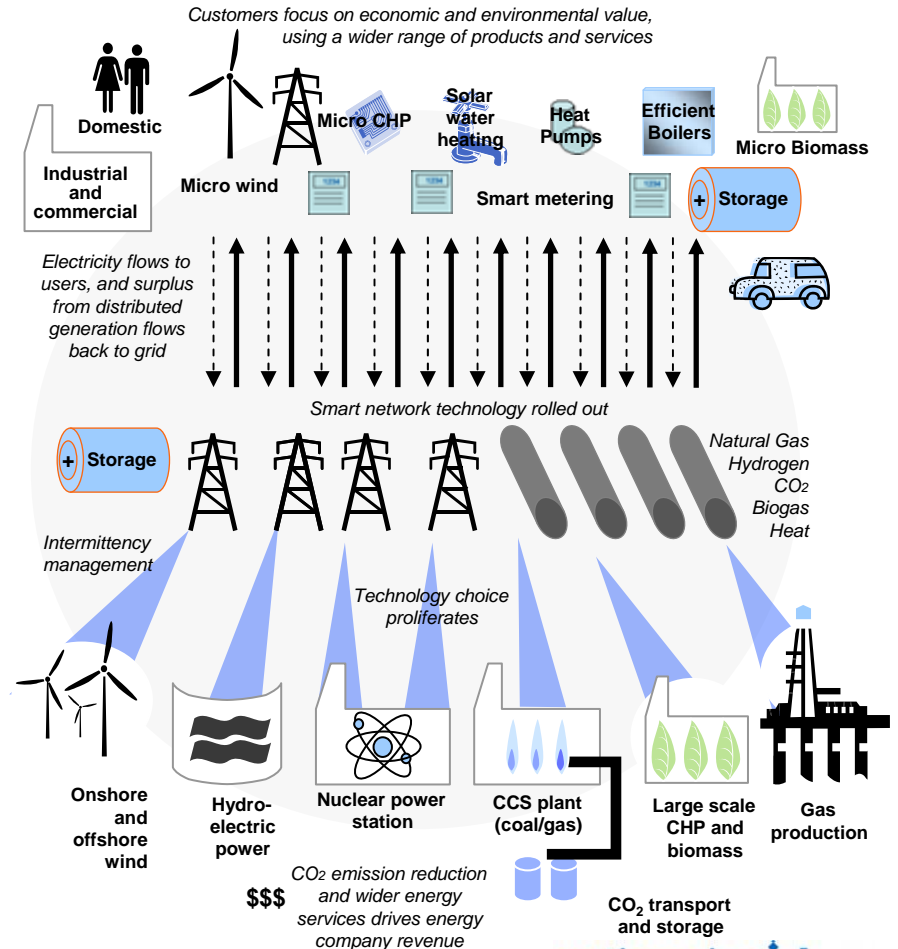 Customers focus on economic and environmental value,
using a wider range of products and services
Domestic
Industrial
and
commercial
Micro wind
Micro CHP
Solar
water
heating
Heat
Pumps
Efficient
Boilers
Micro Biomass
Smart metering
+ Storage
Electricity flows to
users, and surplus
from distributed
generation flows
back to grid
Smart network technology rolled out
+ Storage
Natural Gas
Hydrogen
CO2
Biogas
Heat
Intermittency
management
Technology choice
proliferates
Onshore
and
offshore
wind
Hydro-
electric
power
Nuclear power
station
CCS plant
(coal/gas)
Large scale
CHP and
biomass
Gas
production
$$$
CO2 emission reduction
and wider energy
services drives energy
company revenue
CO2 transport
and storage